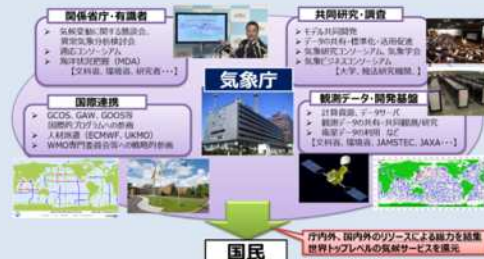 関係省庁・有識者
気候変動に関する懇談会、
異常気象分析検討会
適応コンソーシアム
海洋状況把握（MDA）
【文科省、環境省、研究者・・・】
共同研究・調査
モデル共同開発
データの共有・標準化・活用促進
気象研究コンソーシアム、気象学会
気象ビジネスコンソーシアム
【大学、独法研究機関、】
気象庁
国際連携
GCOS、GAW、GOOS等
国際的プログラムへの参画
人材派遣（ECMWF、UKMO）
WMO専門委員会等への戦略的参画
観測データ・開発基盤
計算資源、データサーバ
観測データの共有・共同観測/研究
衛星データの利用 など
【文科省、環境省、JAMSTEC、JAXA・・・】
庁内外、国内外のリソースによる総力を結集
世界トップレベルの気候サービスを還元
国民